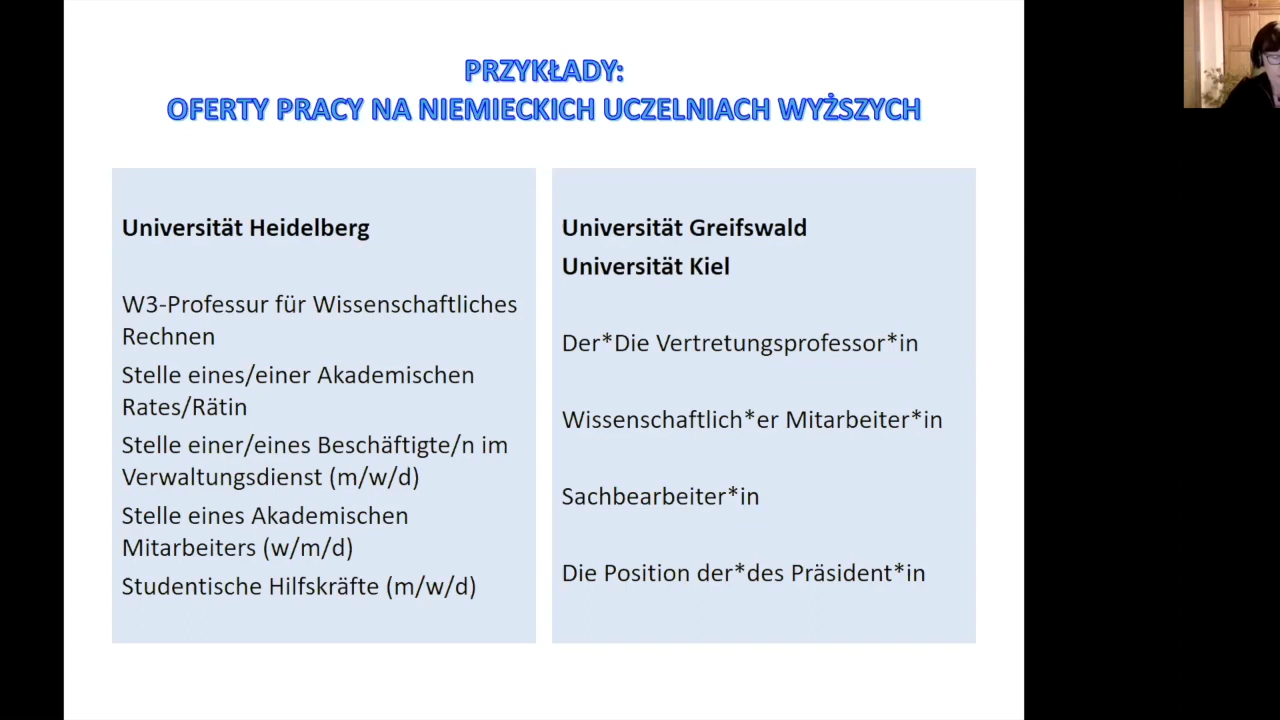 PRZYKŁADY:
OFERTY PRACY NA NIEMIECKICH UCZELNIACH WYŻSZYCH
Universität Heidelberg
W3-Professur für Wissenschaftliches
Rechnen
Stelle eines/einer Akademischen
Rates/Rätin
Stelle einer/eines Beschäftigte/n im
Verwaltungsdienst (m/w/d)
Stelle eines Akademischen
Mitarbeiters (w/m/d)
Studentische Hilfskräfte (m/w/d)
Universität Greifswald
Universität Kiel
Der*Die Vertretungsprofessor*in
Wissenschaftlich*er Mitarbeiter*in
Sachbearbeiter*in
Die Position der*des Präsident*in